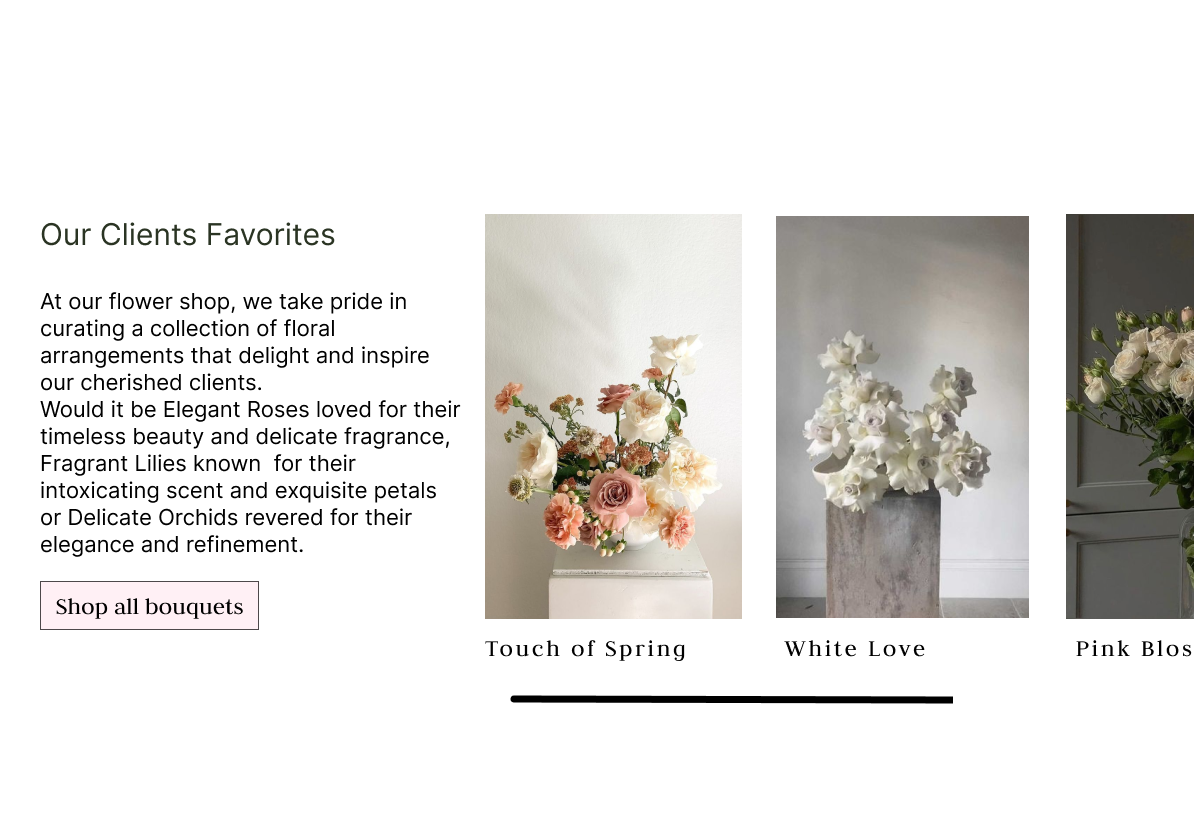 Our Clients Favorites
At our flower shop, we take pride in
curating a collection of floral
arrangements that delight and inspire
our cherished clients.
Would it be Elegant Roses loved for their
timeless beauty and delicate fragrance,
Fragrant Lilies known  for their
intoxicating scent and exquisite petals
or Delicate Orchids revered for their
elegance and refinement.
Shop all bouquets
Touch of Spring
White Love
Pink Blos